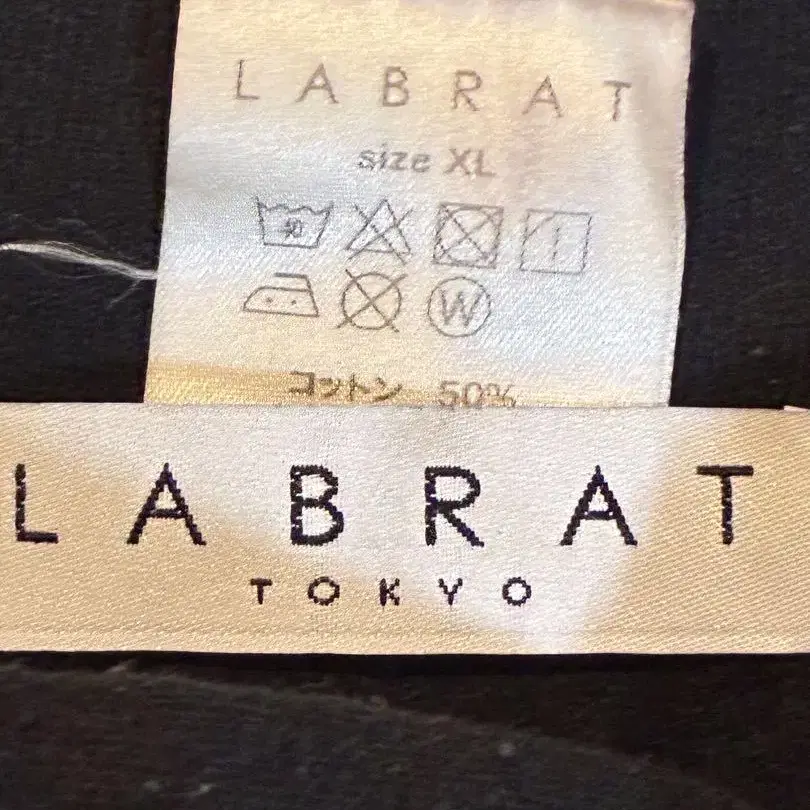 LABRAT
size XL
40
W
コットン 50%
LABRAT
TOKYO